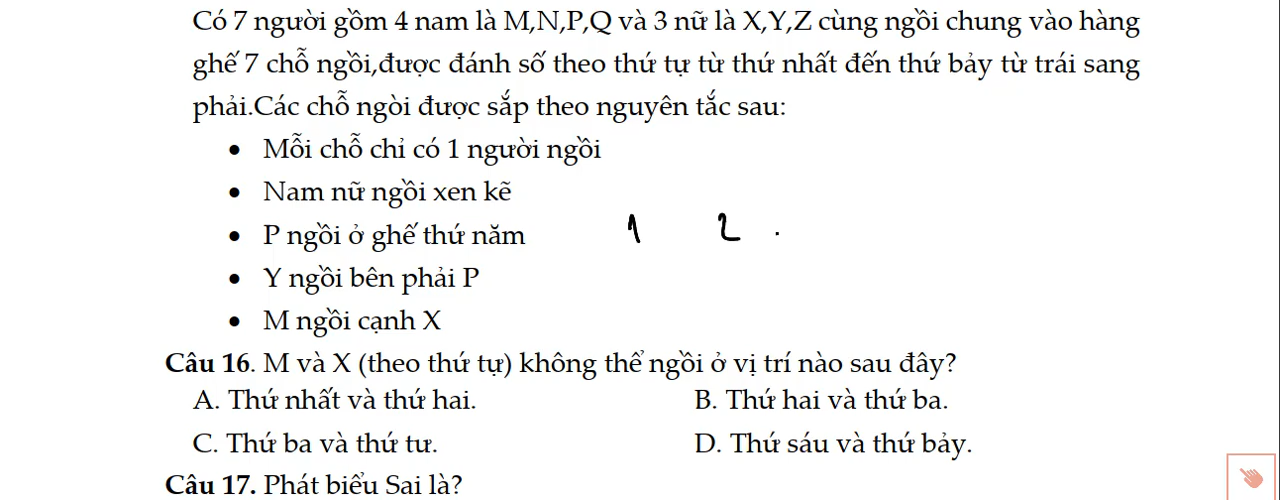 Có 7 người gồm 4 nam là M,N,P,Q và 3 nữ là X,Y,Z cùng ngồi chung vào hàng
ghế 7 chỗ ngồi,được đánh số theo thứ tự từ thứ nhất đến thứ bảy từ trái sang
phải.Các chỗ ngòi được sắp theo nguyên tắc sau:
• Mỗi chỗ chỉ có 1 người ngồi
• Nam nữ ngồi xen kẽ
• P ngồi ở ghế thứ năm 1 2 .
• Y ngồi bên phải P
• M ngồi cạnh X
Câu 16. M và X (theo thứ tự) không thể ngồi ở vị trí nào sau đây?
A. Thứ nhất và thứ hai. B. Thứ hai và thứ ba.
C. Thứ ba và thứ tư. D. Thứ sáu và thứ bảy.
Câu 17. Phát biểu Sai là?